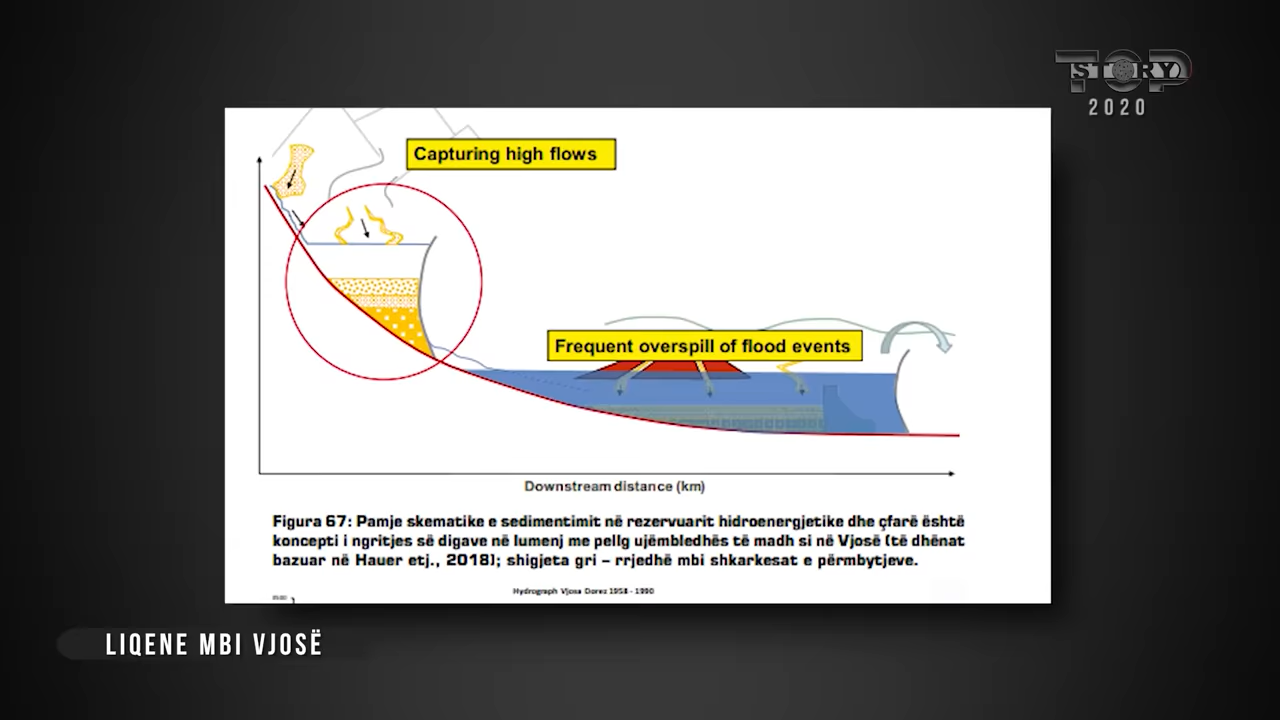 TOP
STORY
2020
Capturing high flows
Frequent overspill of flood events
Downstream distance (km)
Figura 67: Pamje skematike e sedimentimit në rezervuarit hidroenergjetike dhe çfarë është
koncepti i ngritjes së digave në lumenj me pellg ujëmbledhës të madh si në Vjosë (të dhënat
bazuar në Hauer etj., 2018); shigjeta gri – rrjedhë mbi shkarkesat e përmbytjeve.
Hydrograph Vjosa Dorez 1958 - 1990
LIQENE MBI VJOSË